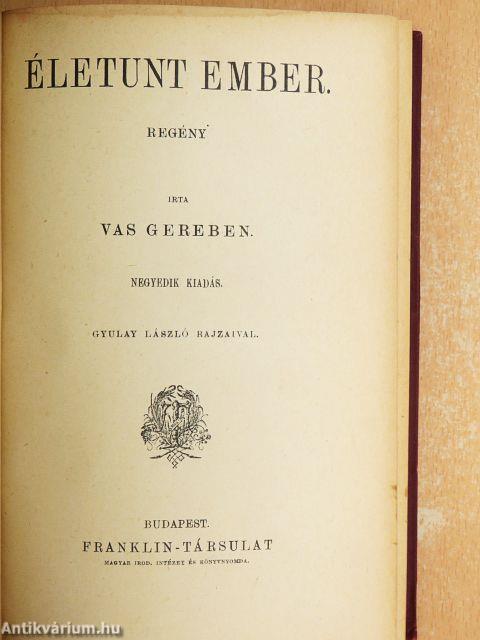 ÉLETUNT EMBER.
REGÉNY
IRTA
VAS GEREBEN.
NEGYEDIK KIADÁS.
GYULAY LÁSZLÓ RAJZAIVAL.
BUDAPEST.
FRANKLIN-TÁRSULAT
MAGYAR IROD. INTÉZET ÉS KÖNYVNYOMDA.
Antikvárium.hu